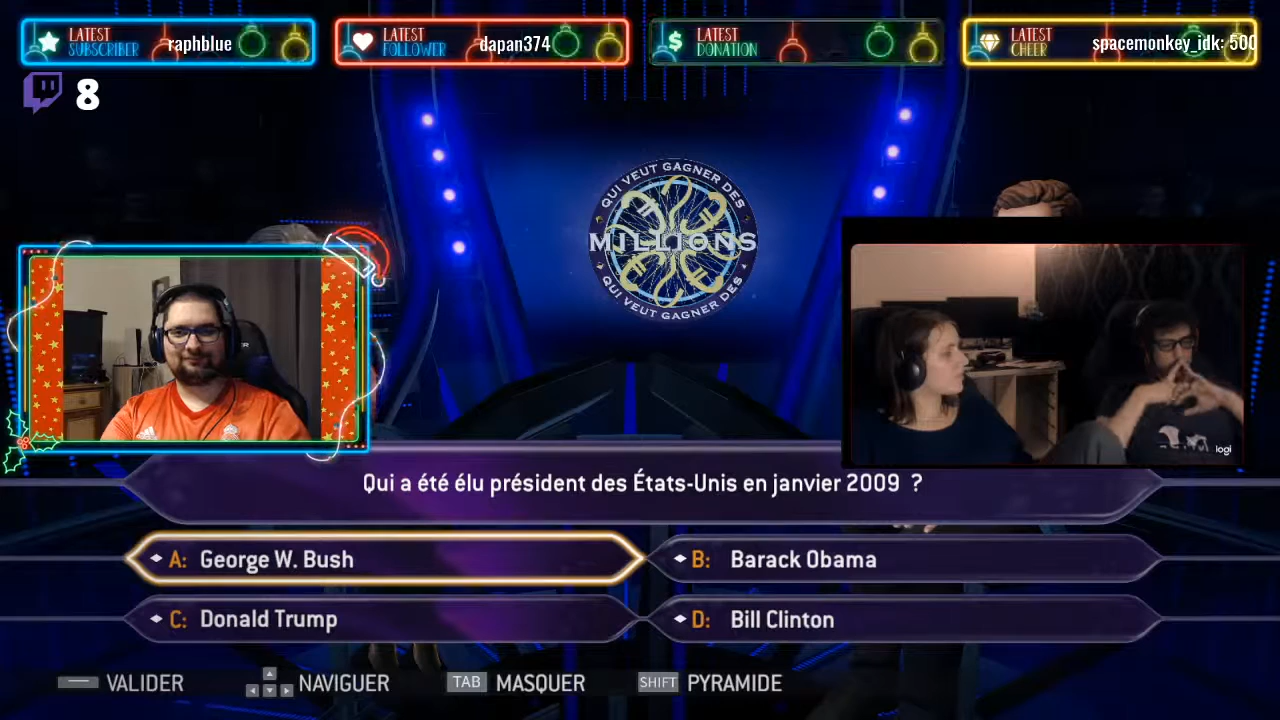 LATEST SUBSCRIBER raphblue
LATEST FOLLOWER dapan374
LATEST DONATION
LATEST CHEER spacemonkey_idk: 500
8
QUI VEUT GAGNER DES
MILLIONS
QUI VEUT GAGNER DES
logi
Qui a été élu président des États-Unis en janvier 2009 ?
A: George W. Bush
B: Barack Obama
C: Donald Trump
D: Bill Clinton
VALIDER
NAVIGUER
TAB MASQUER
SHIFT PYRAMIDE